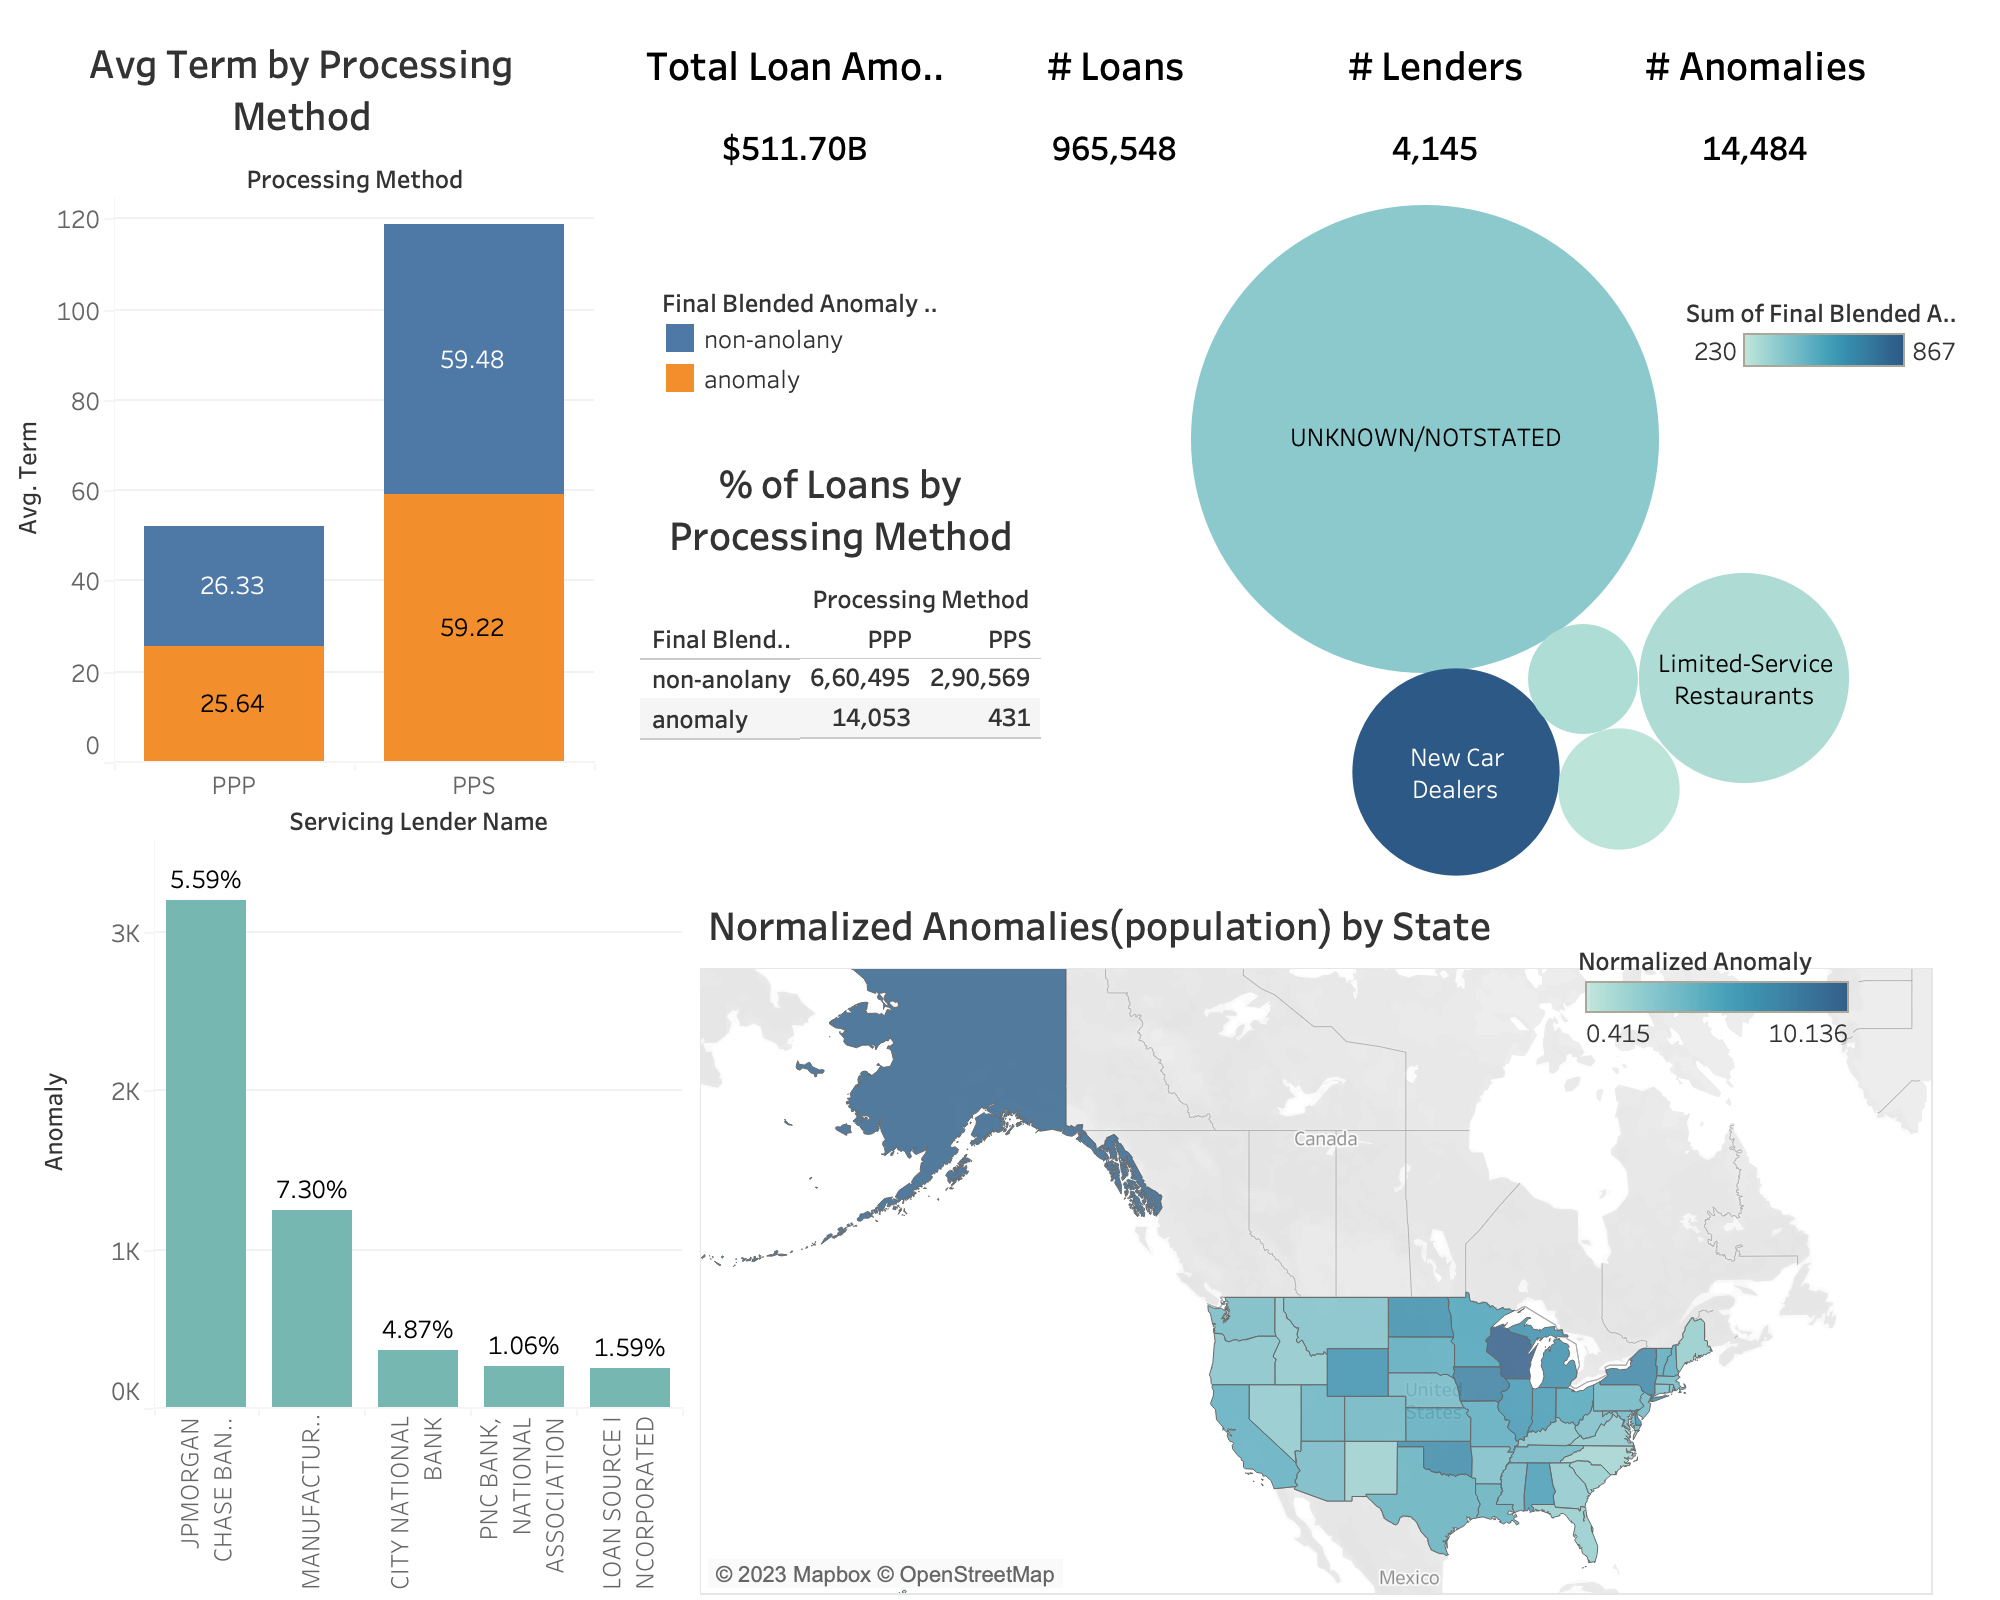 Avg Term by Processing
Method
Processing Method
120
100
80
60
40
20
0
Avg. Term
59.48
26.33
59.22
25.64
PPP
PPS
Total Loan Amo..
# Loans
# Lenders
# Anomalies
$511.70B
965,548
4,145
14,484
Final Blended Anomaly ..
non-anolany
anomaly
% of Loans by
Processing Method
Processing Method
Final Blend.. PPP PPS
non-anolany 6,60,495 2,90,569
anomaly 14,053 431
UNKNOWN/NOTSTATED
Limited-Service
Restaurants
New Car
Dealers
Sum of Final Blended A..
230
867
Servicing Lender Name
3K
2K
1K
0K
Anomaly
5.59%
7.30%
4.87%
1.06%
1.59%
JPMORGAN
CHASE BAN..
MANUFACTUR..
CITY NATIONAL
BANK
PNC BANK,
NATIONAL
ASSOCIATION
LOAN SOURCE I
NCORPORATED
Normalized Anomalies(population) by State
Normalized Anomaly
0.415
10.136
Canada
United
States
Mexico
© 2023 Mapbox © OpenStreetMap